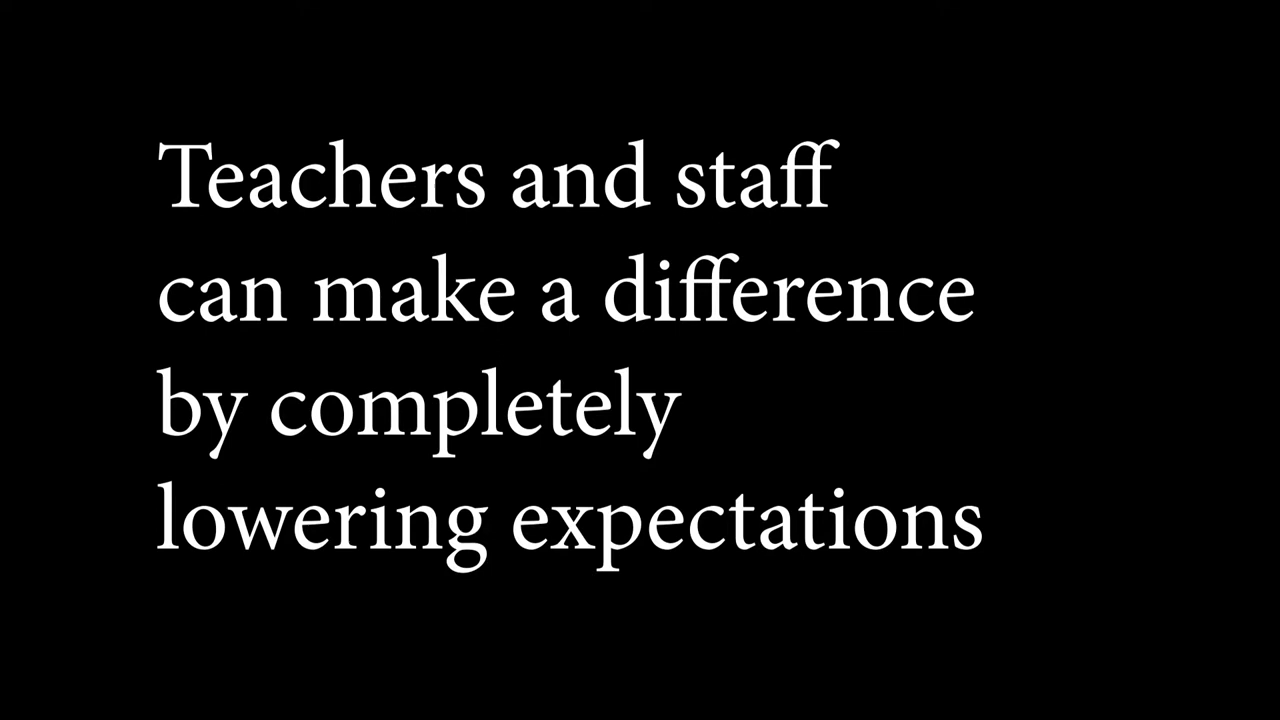 Teachers and staff
can make a difference
by completely
lowering expectations